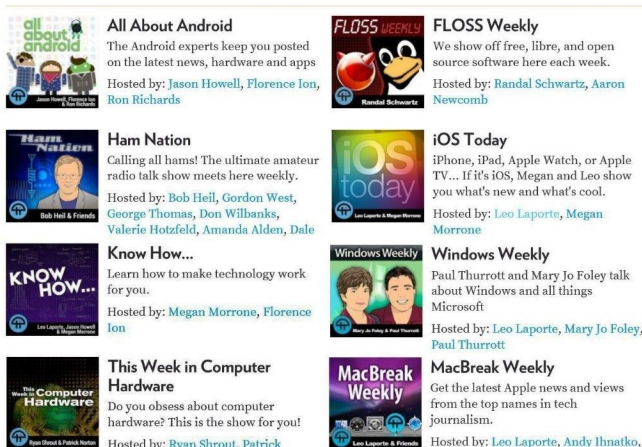 all about android
Jason Howell, Florence Ion
& Ron Richards
All About Android
The Android experts keep you posted
on the latest news, hardware and apps
Hosted by: Jason Howell, Florence Ion,
Ron Richards
FLOSS WEEKLY
Randal Schwartz
FLOSS Weekly
We show off free, libre, and open
source software here each week.
Hosted by: Randal Schwartz, Aaron
Newcomb
Ham
Nation
Bob Heil & Friends
Ham Nation
Calling all hams! The ultimate amateur
radio talk show meets here weekly.
Hosted by: Bob Heil, Gordon West,
George Thomas, Don Wilbanks,
Valerie Hotzfeld, Amanda Alden, Dale
iOS
today
Leo Laporte & Megan Morrone
iOS Today
iPhone, iPad, Apple Watch, or Apple
TV... If it's iOS, Megan and Leo show
you what's new and what's cool.
Hosted by: Leo Laporte, Megan
Morrone
KNOW
HOW...
Leo Laporte, Jason Howell
& Megan Morrone
Know How...
Learn how to make technology work
for you.
Hosted by: Megan Morrone, Florence
Ion
Windows Weekly
Mary Jo Foley & Paul Thurrott
Windows Weekly
Paul Thurrott and Mary Jo Foley talk
about Windows and all things
Microsoft
Hosted by: Leo Laporte, Mary Jo Foley,
Paul Thurrott
This Week in Computer
Hardware
Ryan Shrout & Patrick Norton
This Week in Computer
Hardware
Do you obsess about computer
hardware? This is the show for you!
Hosted by: Ryan Shrout, Patrick
MacBreak
Weekly
Leo Laporte & Friends
MacBreak Weekly
Get the latest Apple news and views
from the top names in tech
journalism.
Hosted by: Leo Laporte, Andy Ihnatko,